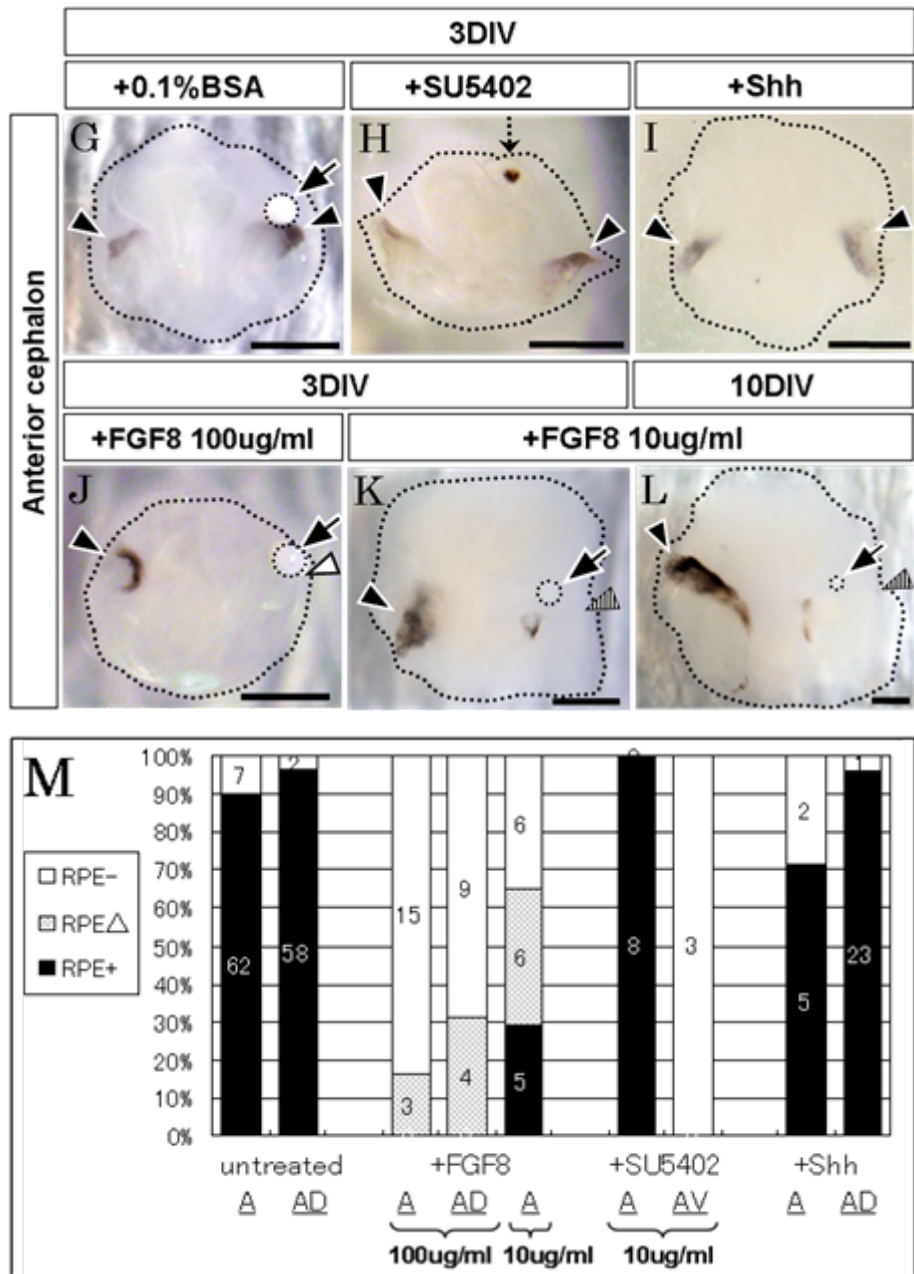 3DIV
+0.1%BSA +SU5402 +Shh
Anterior cephalon
G H I
3DIV 10DIV
+FGF8 100ug/ml +FGF8 10ug/ml
J K L
M
100%
90%
80%
70%
60%
50%
40%
30%
20%
10%
0%
RPE-
RPE△
RPE+
7 2 6 2 1
15 9 6 8 3 5 23
62 58 3 4 5
untreated +FGF8 +SU5402 +Shh
A AD A AD A A AV A AD
100ug/ml 10ug/ml 10ug/ml